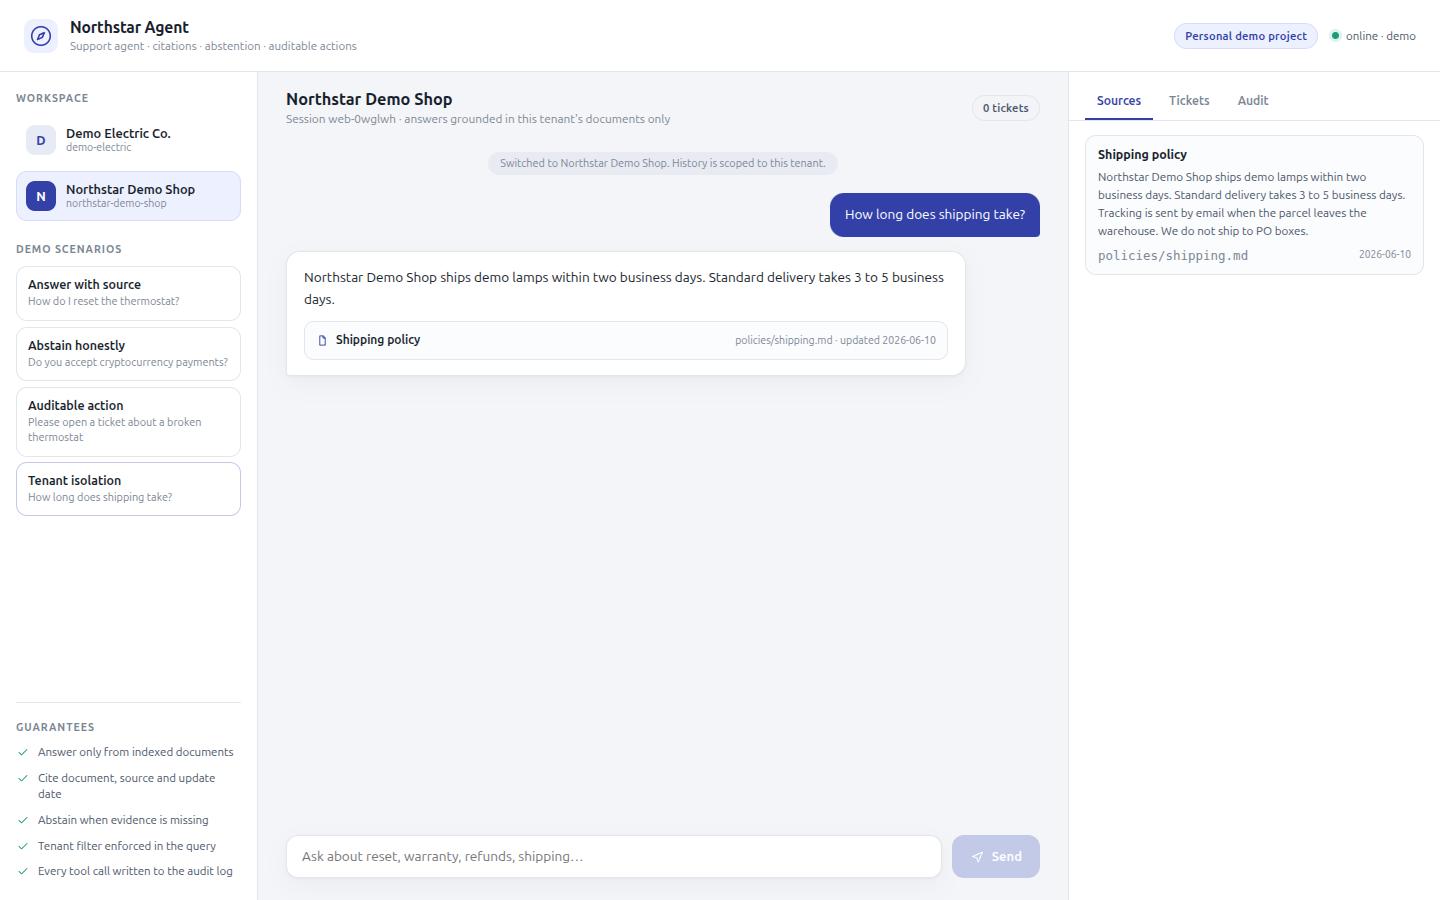 Northstar Agent
Support agent · citations · abstention · auditable actions
Personal demo project
online · demo
WORKSPACE
D
Demo Electric Co.
demo-electric
N
Northstar Demo Shop
northstar-demo-shop
DEMO SCENARIOS
Answer with source
How do I reset the thermostat?
Abstain honestly
Do you accept cryptocurrency payments?
Auditable action
Please open a ticket about a broken
thermostat
Tenant isolation
How long does shipping take?
GUARANTEES
Answer only from indexed documents
Cite document, source and update
date
Abstain when evidence is missing
Tenant filter enforced in the query
Every tool call written to the audit log
Northstar Demo Shop
Session web-0wglwh · answers grounded in this tenant's documents only
0 tickets
Switched to Northstar Demo Shop. History is scoped to this tenant.
How long does shipping take?
Northstar Demo Shop ships demo lamps within two business days. Standard delivery takes 3 to 5 business
days.
Shipping policy
policies/shipping.md · updated 2026-06-10
Ask about reset, warranty, refunds, shipping…
Send
Sources
Tickets
Audit
Shipping policy
Northstar Demo Shop ships demo lamps within two
business days. Standard delivery takes 3 to 5 business days.
Tracking is sent by email when the parcel leaves the
warehouse. We do not ship to PO boxes.
policies/shipping.md
2026-06-10